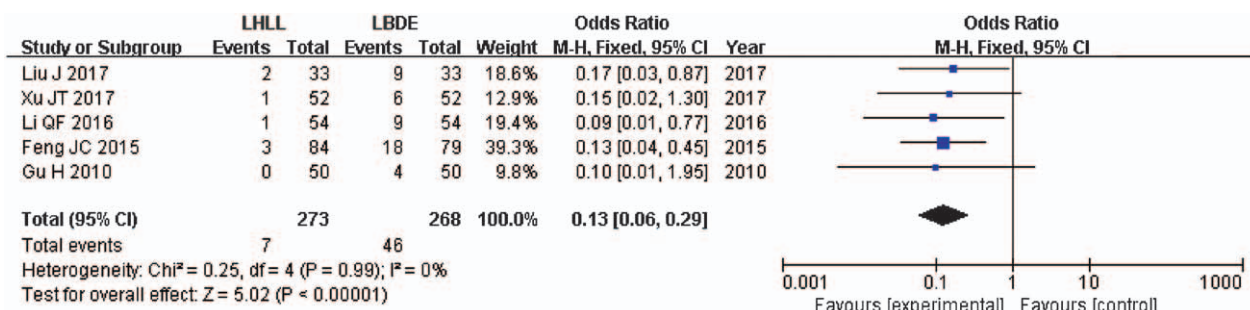 LHLL LBDE Odds Ratio Odds Ratio
Study or Subgroup Events Total Events Total Weight M-H, Fixed, 95% CI Year M-H, Fixed, 95% CI
Liu J 2017 2 33 9 33 18.6% 0.17 [0.03, 0.87] 2017
Xu JT 2017 1 52 6 52 12.9% 0.15 [0.02, 1.30] 2017
Li QF 2016 1 54 9 54 19.4% 0.09 [0.01, 0.77] 2016
Feng JC 2015 3 84 18 79 39.3% 0.13 [0.04, 0.45] 2015
Gu H 2010 0 50 4 50 9.8% 0.10 [0.01, 1.95] 2010
Total (95% CI) 273 268 100.0% 0.13 [0.06, 0.29]
Total events 7 46
Heterogeneity: Chi² = 0.25, df = 4 (P = 0.99); I² = 0%
Test for overall effect: Z = 5.02 (P < 0.00001)
0.001 0.1 1 10 1000
Favours [experimental] Favours [control]